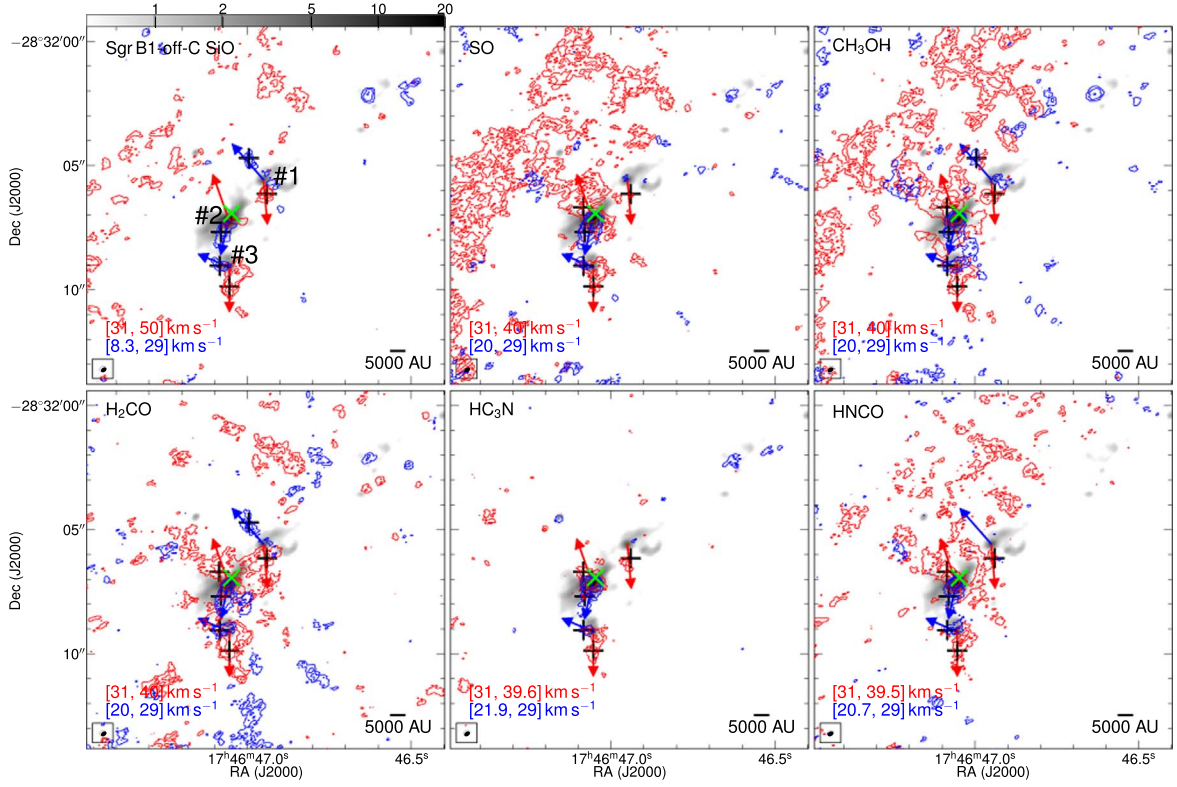 1 2 5 10 20
Sgr B1-off-C SiO
SO
CH₃OH
−28°32′00″
05″
10″
Dec (J2000)
#1
#2
#3
[31, 50] km s⁻¹
[8.3, 29] km s⁻¹
5000 AU
[31, 40] km s⁻¹
[20, 29] km s⁻¹
5000 AU
[31, 40] km s⁻¹
[20, 29] km s⁻¹
5000 AU
H₂CO
HC₃N
HNCO
−28°32′00″
05″
10″
Dec (J2000)
[31, 40] km s⁻¹
[20, 29] km s⁻¹
5000 AU
[31, 39.6] km s⁻¹
[21.9, 29] km s⁻¹
5000 AU
[31, 39.5] km s⁻¹
[20.7, 29] km s⁻¹
5000 AU
17ʰ46ᵐ47.0ˢ 46.5ˢ
RA (J2000)
17ʰ46ᵐ47.0ˢ 46.5ˢ
RA (J2000)
17ʰ46ᵐ47.0ˢ 46.5ˢ
RA (J2000)